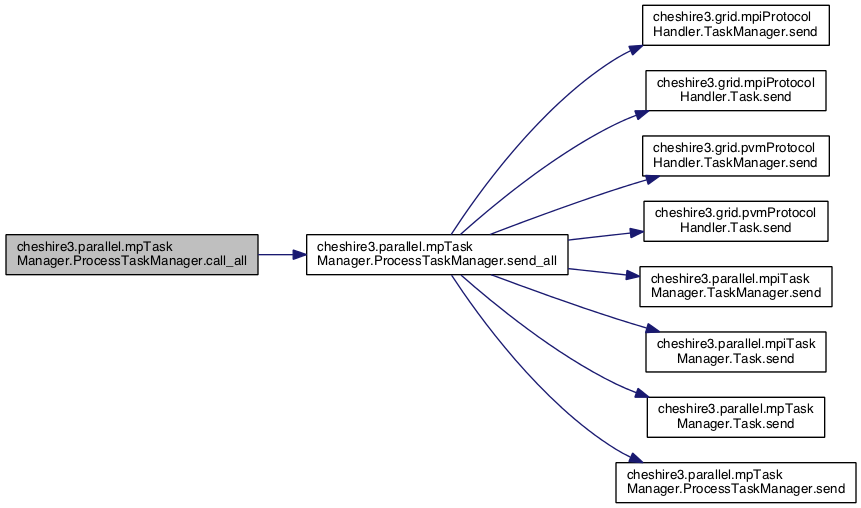 cheshire3.grid.mpiProtocol
Handler.TaskManager.send
cheshire3.grid.mpiProtocol
Handler.Task.send
cheshire3.grid.pvmProtocol
Handler.TaskManager.send
cheshire3.grid.pvmProtocol
Handler.Task.send
cheshire3.parallel.mpTask
Manager.ProcessTaskManager.call_all
cheshire3.parallel.mpTask
Manager.ProcessTaskManager.send_all
cheshire3.parallel.mpiTask
Manager.TaskManager.send
cheshire3.parallel.mpiTask
Manager.Task.send
cheshire3.parallel.mpTask
Manager.Task.send
cheshire3.parallel.mpTask
Manager.ProcessTaskManager.send